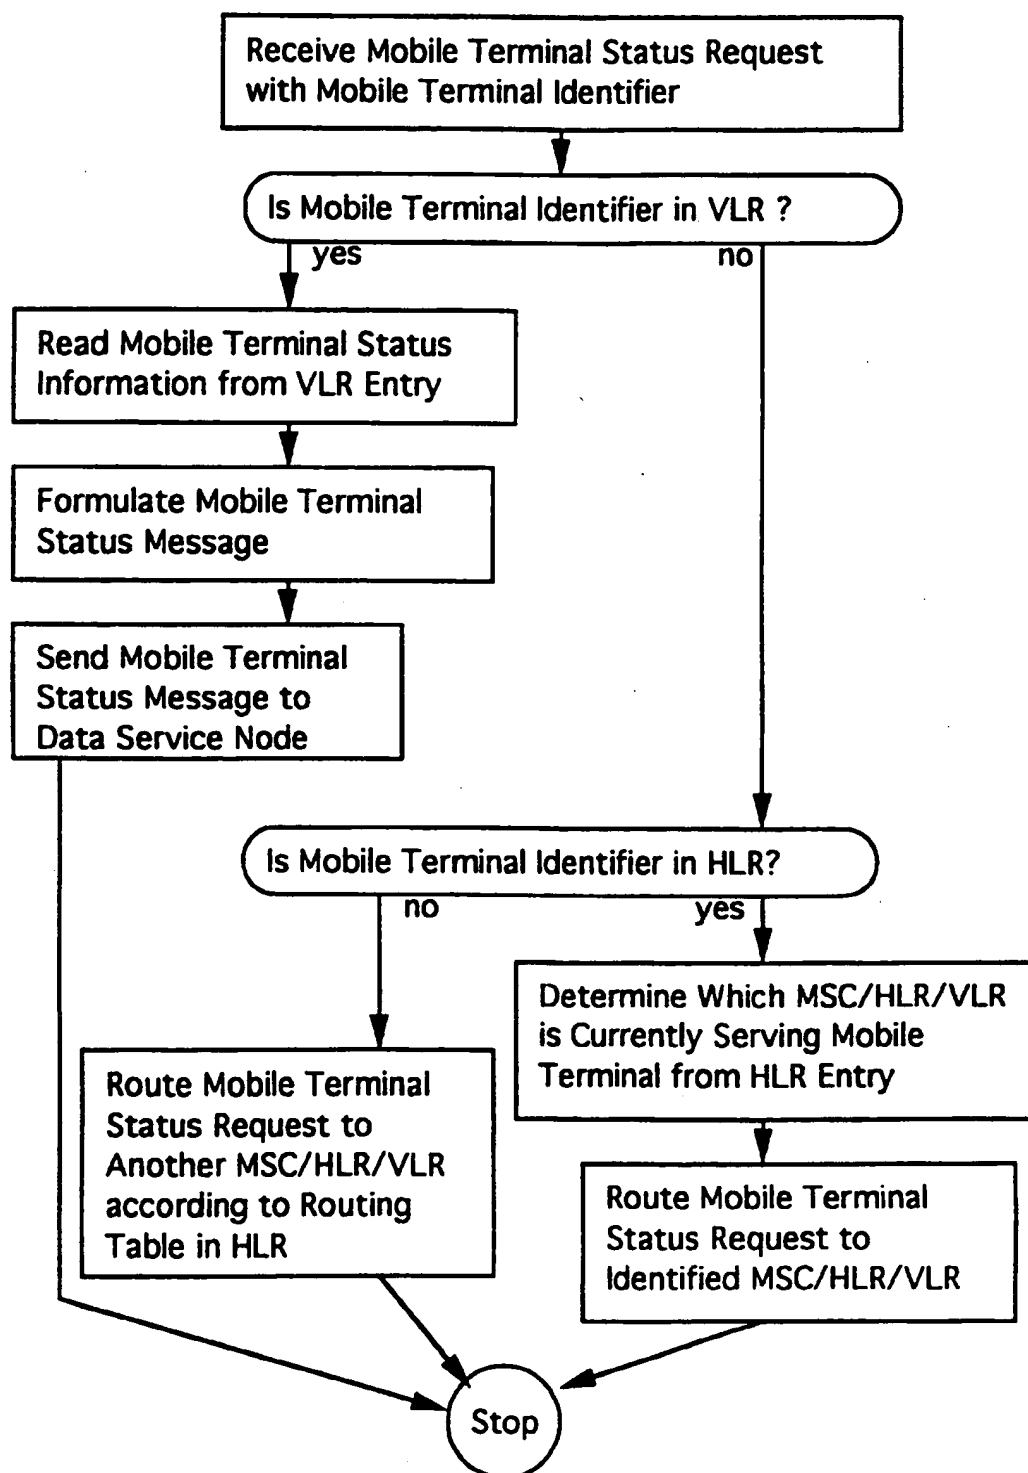 Receive Mobile Terminal Status Request
with Mobile Terminal Identifier
Is Mobile Terminal Identifier in VLR ?
yes
no
Read Mobile Terminal Status
Information from VLR Entry
Formulate Mobile Terminal
Status Message
Send Mobile Terminal
Status Message to
Data Service Node
Is Mobile Terminal Identifier in HLR?
no
yes
Determine Which MSC/HLR/VLR
is Currently Serving Mobile
Terminal from HLR Entry
Route Mobile Terminal
Status Request to
Another MSC/HLR/VLR
according to Routing
Table in HLR
Route Mobile Terminal
Status Request to
Identified MSC/HLR/VLR
Stop